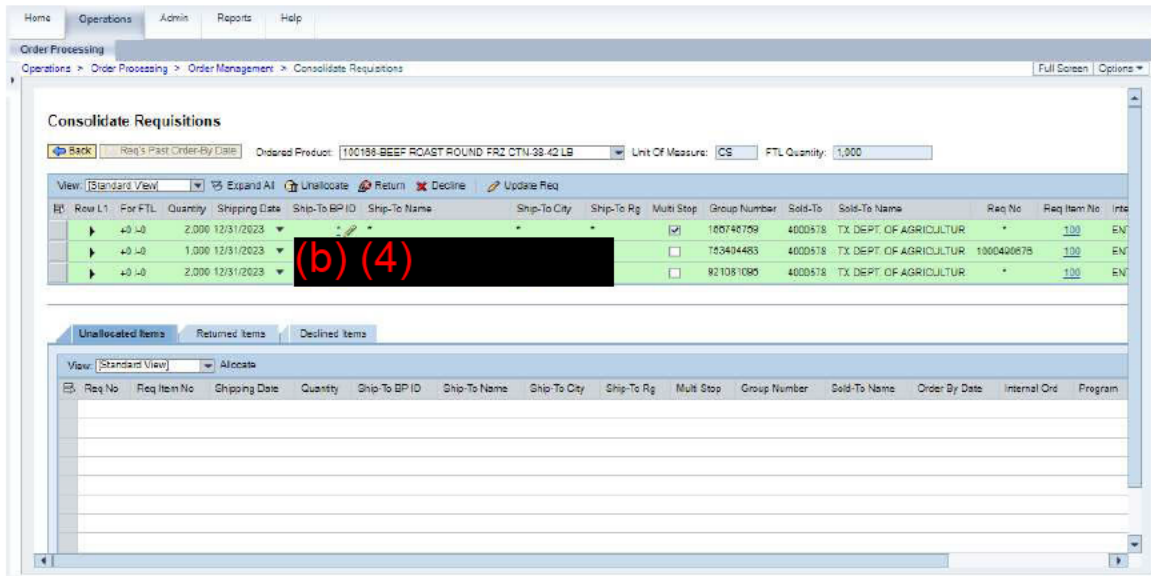 Home Operations Admin Reports Help
Order Processing
Operations > Order Processing > Order Management > Consolidate Requisitions Full Screen Options
Consolidate Requisitions
Back Req's Past Order-By Date Ordered Product: 100156-BEEF ROAST ROUND FRZ CTN-38-42 LB Unit Of Measure: CS FTL Quantity: 1,000
View: [Standard View] Expand All Unallocate Return Decline Update Req
Row L1 For FTL Quantity Shipping Date Ship-To BP ID Ship-To Name Ship-To City Ship-To Rg Multi Stop Group Number Sold-To Sold-To Name Req No Req Item No Inte
+0 /-0 2,000 12/31/2023 * * * * 4000578 TX DEPT. OF AGRICULTUR * 100 EN
+0 /-0 1,000 12/31/2023 (b) (4) 4000578 TX DEPT. OF AGRICULTUR 100 EN
+0 /-0 2,000 12/31/2023 4000578 TX DEPT. OF AGRICULTUR * 100 EN
Unallocated Items Returned Items Declined Items
View: [Standard View] Allocate
Req No Req Item No Shipping Date Quantity Ship-To BP ID Ship-To Name Ship-To City Ship-To Rg Multi Stop Group Number Sold-To Name Order By Date Internal Ord Program